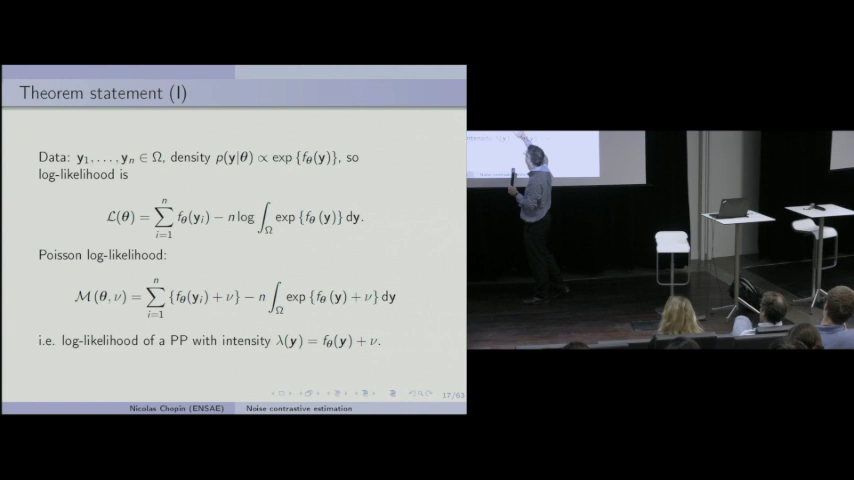 Theorem statement (I)
Data: y₁, . . . , yₙ ∈ Ω, density p(y|θ) ∝ exp {f_θ(y)}, so
log-likelihood is
ℒ(θ) = ∑ᵢ₌₁ⁿ f_θ(yᵢ) − n log ∫_Ω exp {f_θ (y)} dy.
Poisson log-likelihood:
ℳ (θ, ν) = ∑ᵢ₌₁ⁿ {f_θ(yᵢ) + ν} − n ∫_Ω exp {f_θ (y) + ν} dy
i.e. log-likelihood of a PP with intensity λ(y) = f_θ(y) + ν.
17/63
Nicolas Chopin (ENSAE) Noise contrastive estimation